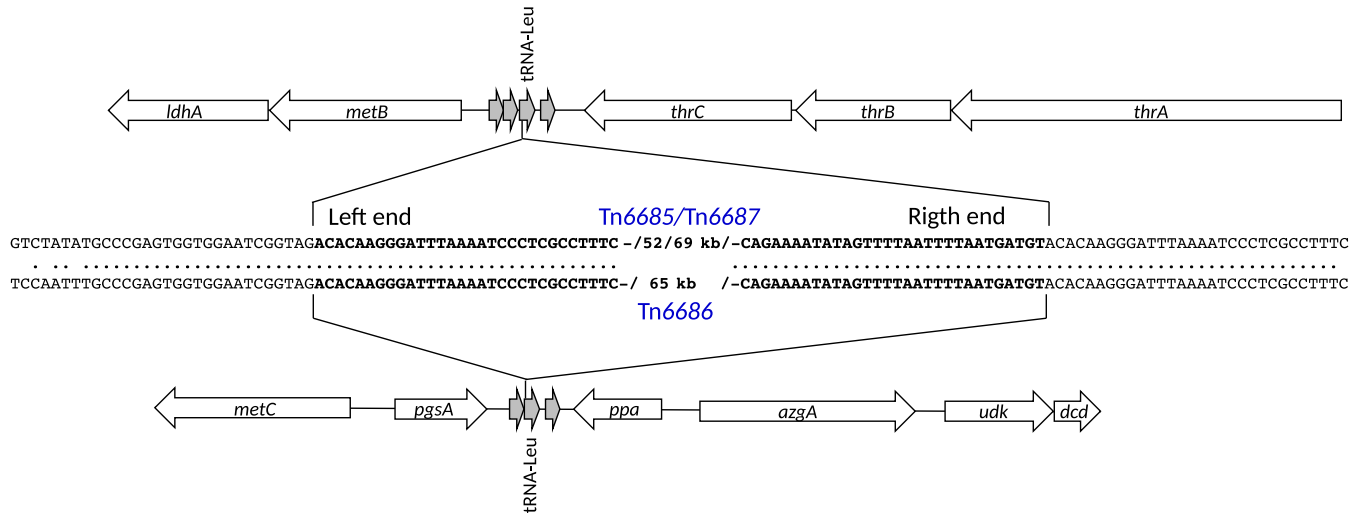 tRNA-Leu
ldhA metB thrC thrB thrA
Left end Tn6685/Tn6687 Rigth end
GTCTATATGCCCGAGTGGTGGAATCGGTAGACACAAGGGATTTAAAATCCCTCGCCTTTC -/52/69 kb/-CAGAAAATATAGTTTTAATTTTAATGATGTACACAAGGGATTTAAAATCCCTCGCCTTTC
TCCAATTTGCCCGAGTGGTGGAATCGGTAGACACAAGGGATTTAAAATCCCTCGCCTTTC-/ 65 kb /-CAGAAAATATAGTTTTAATTTTAATGATGTACACAAGGGATTTAAAATCCCTCGCCTTTC
Tn6686
metC pgsA ppa azgA udk dcd
tRNA-Leu